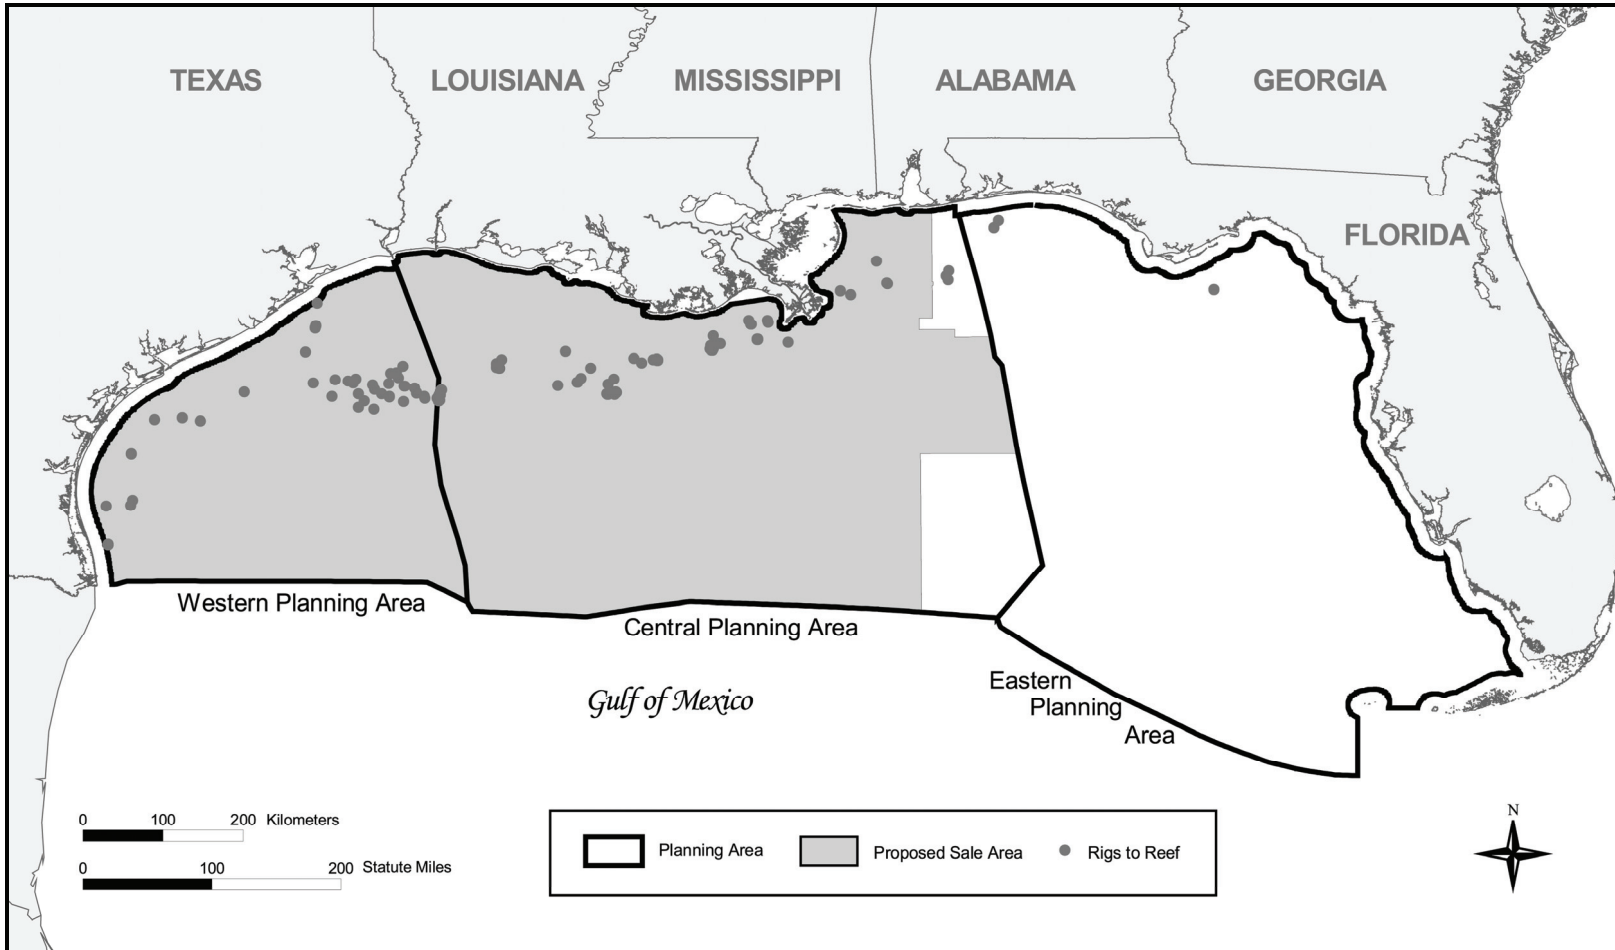 TEXAS
LOUISIANA
MISSISSIPPI
ALABAMA
GEORGIA
FLORIDA
Western Planning Area
Central Planning Area
Eastern
Planning
Area
Gulf of Mexico
0 100 200 Kilometers
0 100 200 Statute Miles
Planning Area
Proposed Sale Area
Rigs to Reef
N